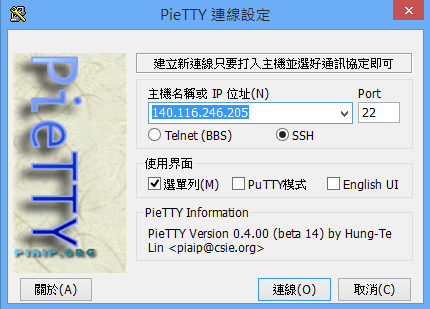 PieTTY 連線設定
PieTTY
PIAIP.ORG
建立新連線只要打入主機並選好通訊協定即可
主機名稱或 IP 位址(N)
Port
140.116.246.205
22
Telnet (BBS)
SSH
使用界面
選單列(M)
PuTTY模式
English UI
PieTTY Information
PieTTY Version 0.4.00 (beta 14) by Hung-Te
Lin <piaip@csie.org>
關於(A)
連線(O)
取消(C)